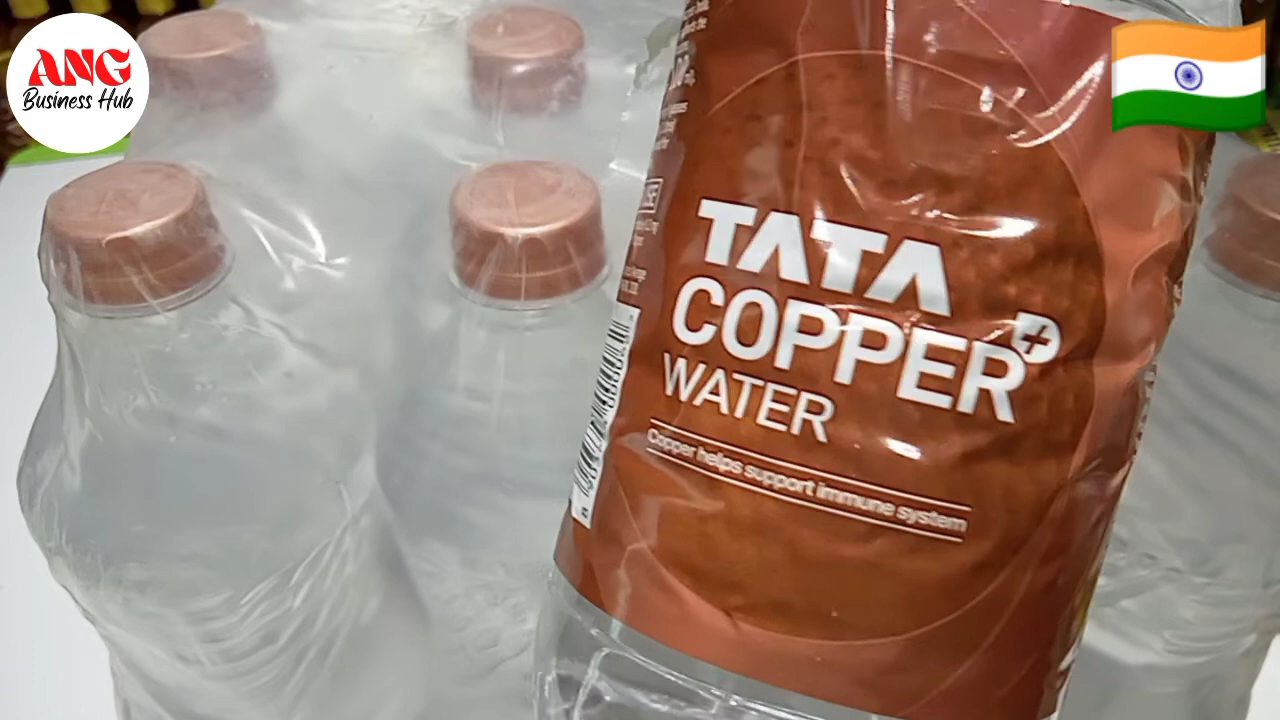 ANG
Business Hub
TATA
COPPER+
WATER
Copper helps support immune system